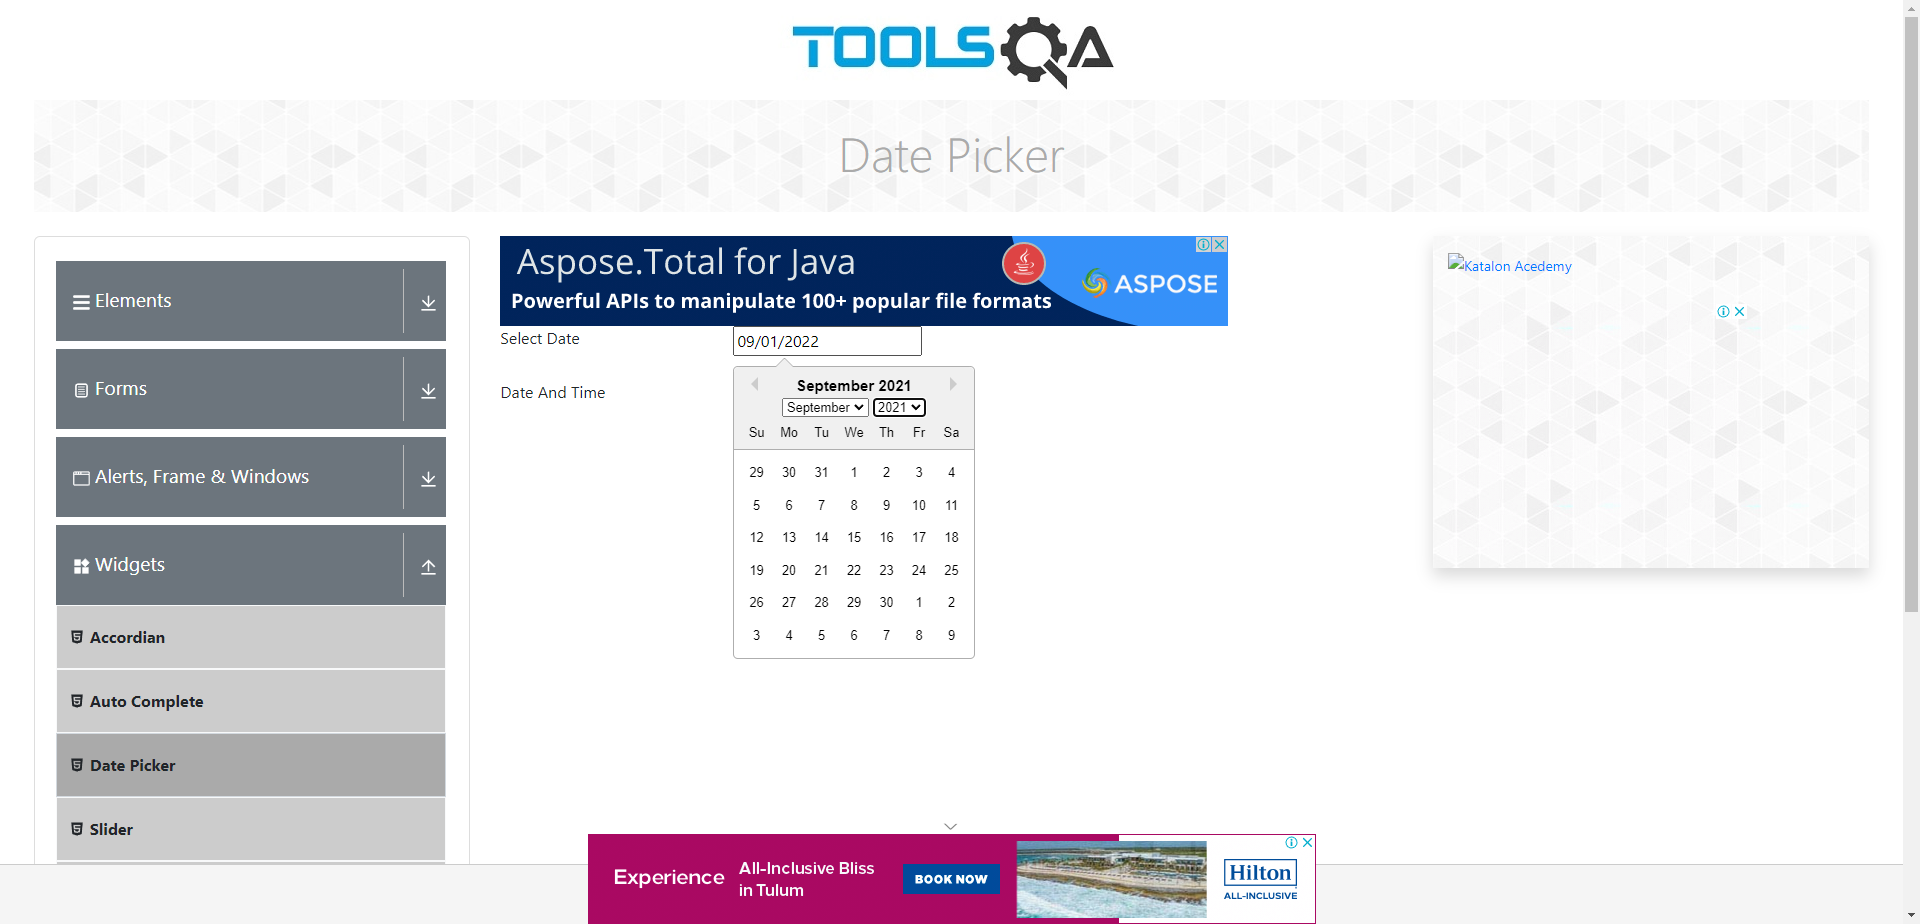 TOOLSQA
Date Picker
Elements
Forms
Alerts, Frame & Windows
Widgets
Accordian
Auto Complete
Date Picker
Slider
Aspose.Total for Java
Powerful APIs to manipulate 100+ popular file formats
ASPOSE
Select Date
09/01/2022
Date And Time
September 2021
September 2021
Su Mo Tu We Th Fr Sa
29 30 31 1 2 3 4
5 6 7 8 9 10 11
12 13 14 15 16 17 18
19 20 21 22 23 24 25
26 27 28 29 30 1 2
3 4 5 6 7 8 9
Katalon Acedemy
Experience
All-Inclusive Bliss
in Tulum
BOOK NOW
Hilton
ALL-INCLUSIVE